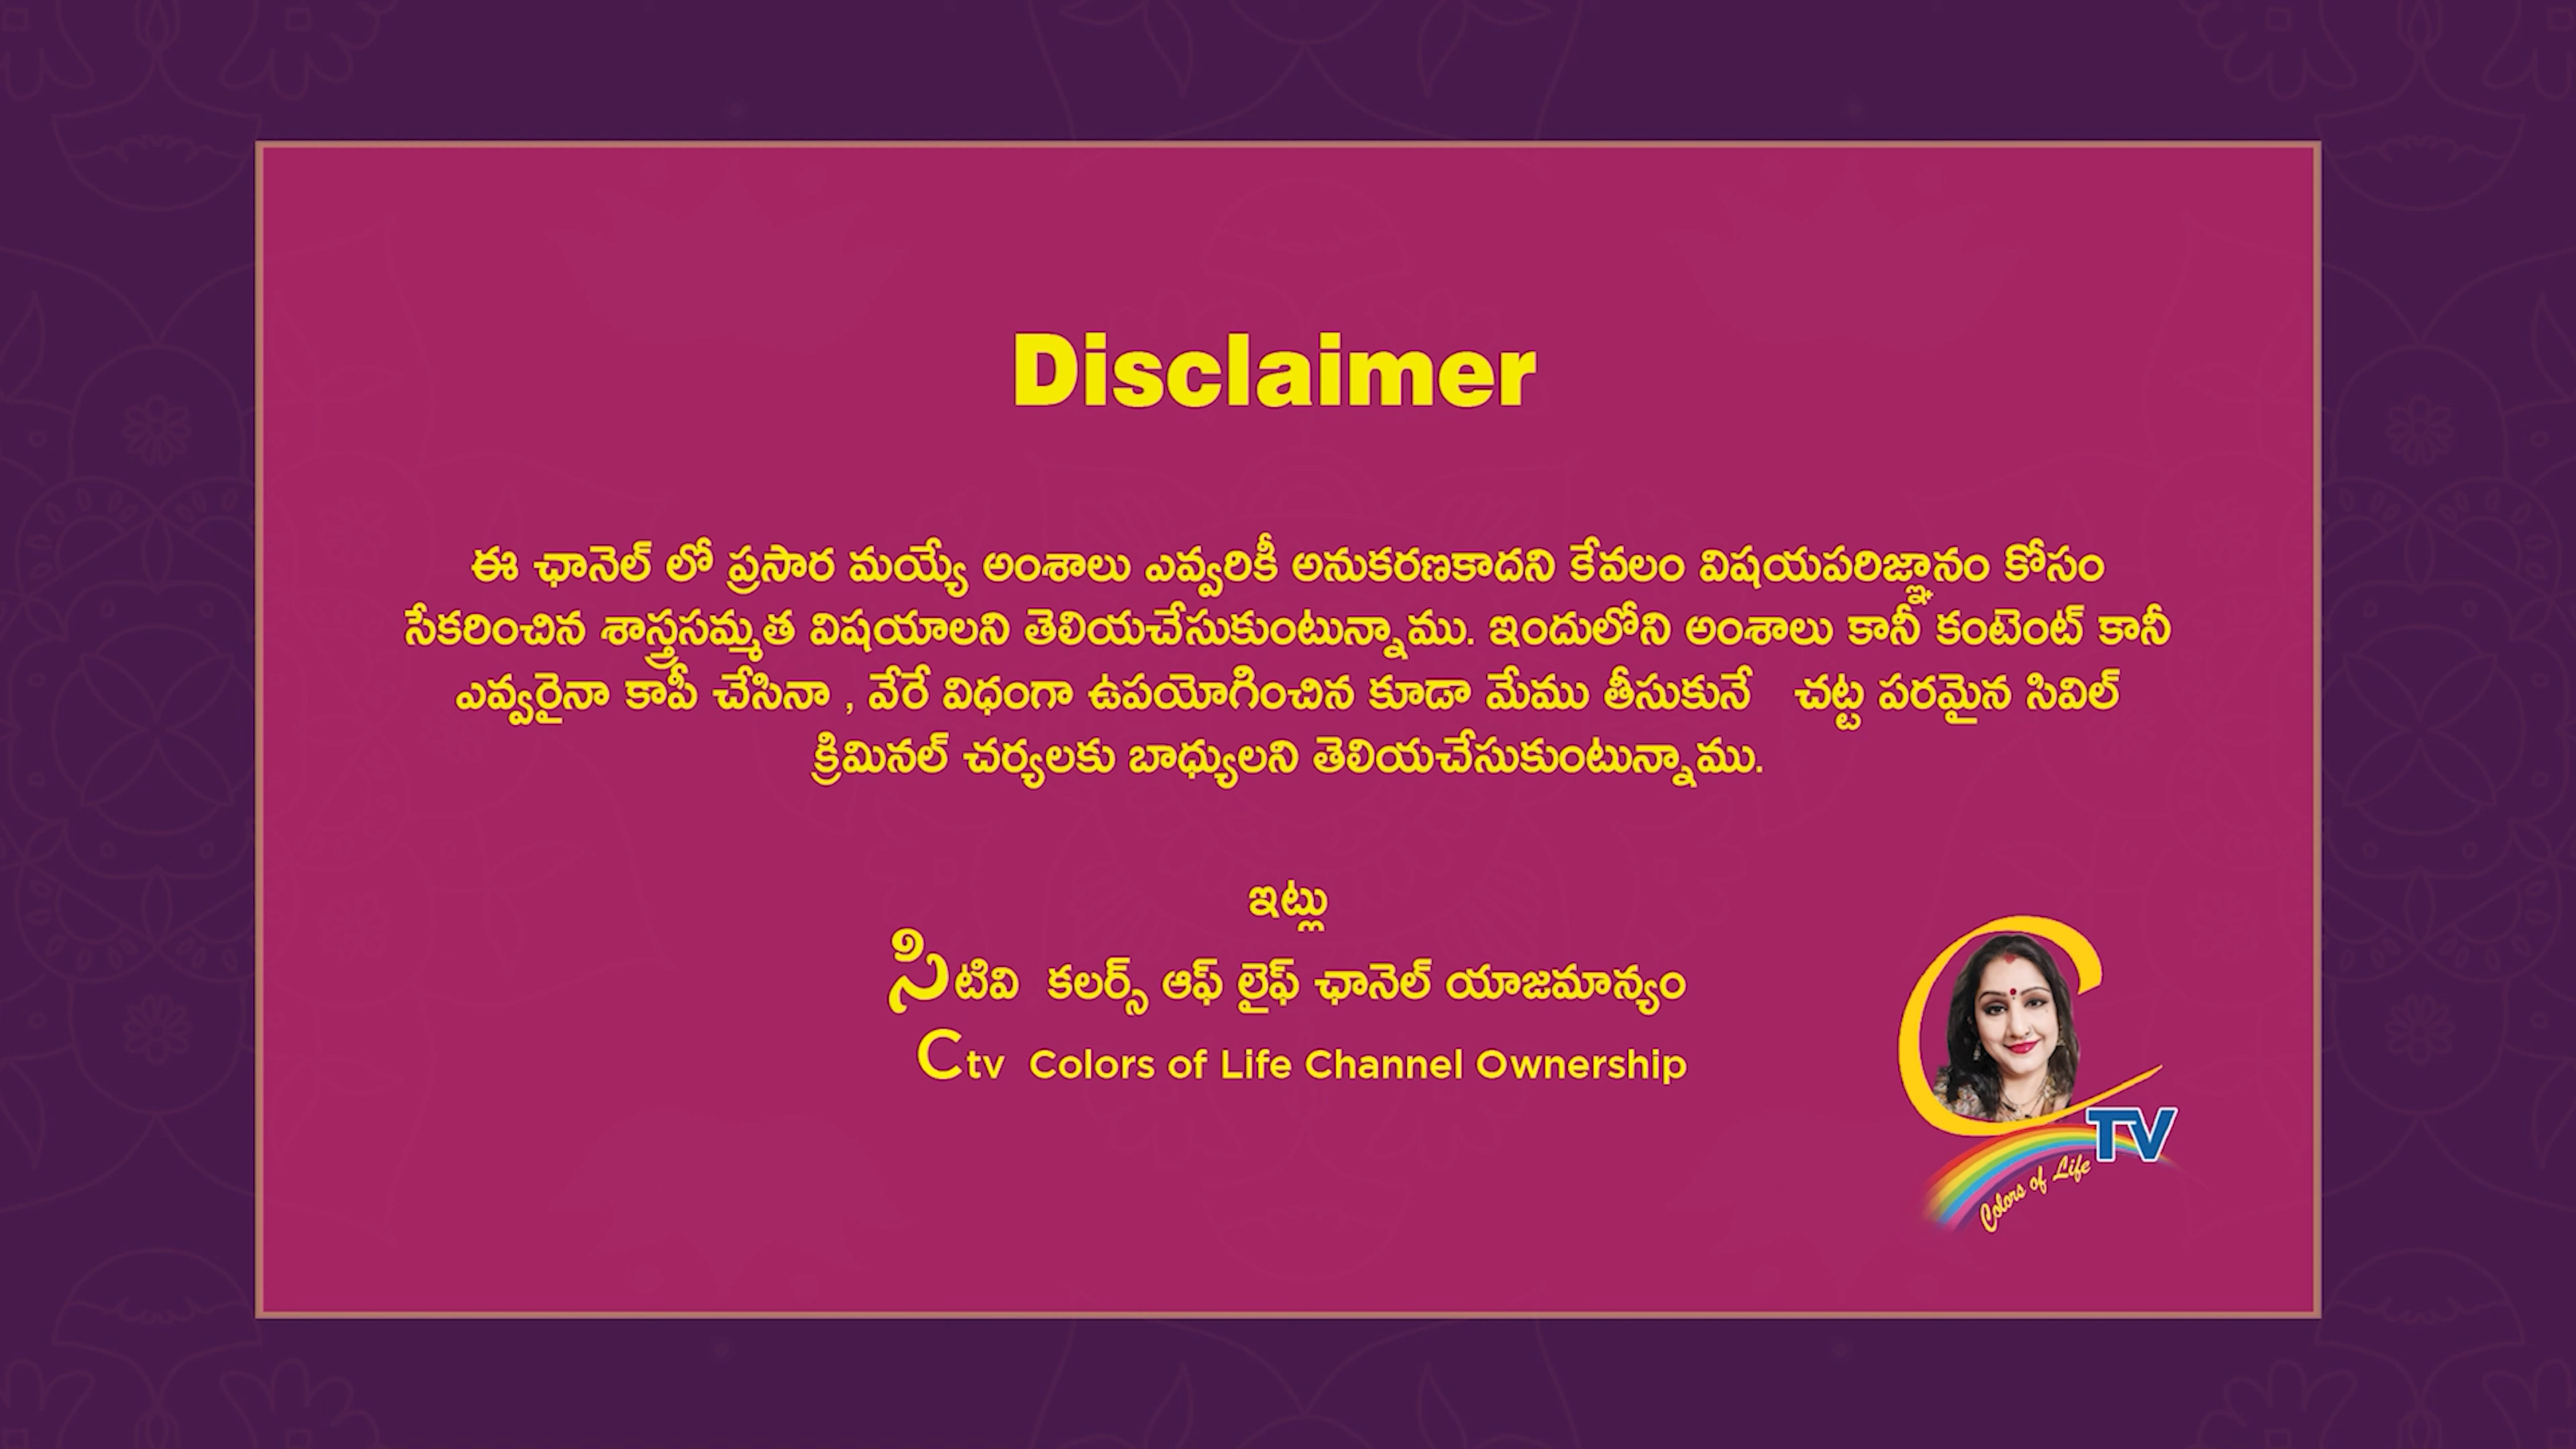 Disclaimer
ఈ ఛానెల్ లో ప్రసార మయ్యే అంశాలు ఎవ్వరికీ అనుకరణకాదని కేవలం విషయపరిజ్ఞానం కోసం
సేకరించిన శాస్త్రసమ్మత విషయాలని తెలియచేసుకుంటున్నాము. ఇందులోని అంశాలు కానీ కంటెంట్ కానీ
ఎవ్వరైనా కాపీ చేసినా , వేరే విధంగా ఉపయోగించిన కూడా మేము తీసుకునే చట్ట పరమైన సివిల్
క్రిమినల్ చర్యలకు బాధ్యులని తెలియచేసుకుంటున్నాము.
ఇట్లు
సిటివి కలర్స్ ఆఫ్ లైఫ్ ఛానెల్ యాజమాన్యం
Ctv Colors of Life Channel Ownership
C TV
Colors of Life